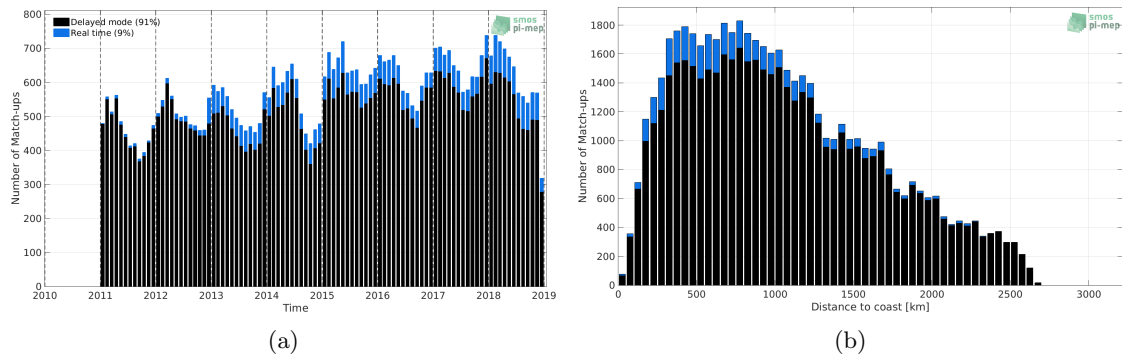 Delayed mode (91%)
Real time (9%)
smos
pi-mep
800
700
600
500
400
300
200
100
0
Number of Match-ups
2010 2011 2012 2013 2014 2015 2016 2017 2018 2019
Time
(a)
smos
pi-mep
1800
1600
1400
1200
1000
800
600
400
200
0
Number of Match-ups
0 500 1000 1500 2000 2500 3000
Distance to coast [km]
(b)